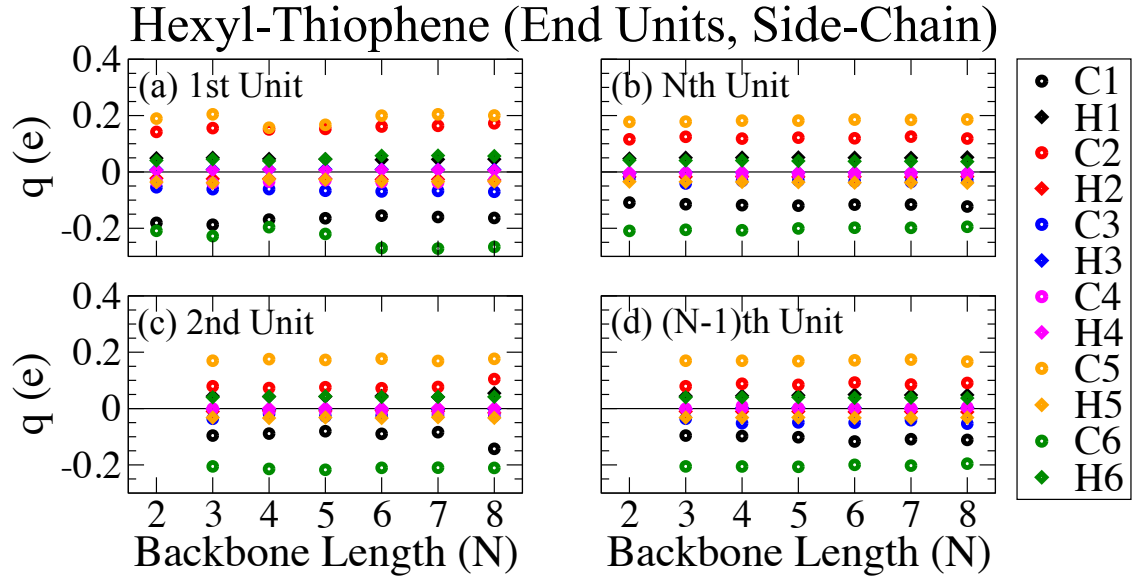 Hexyl-Thiophene (End Units, Side-Chain)
0.4
(a) 1st Unit
(b) Nth Unit
0.2
q (e)
0
-0.2
0.4
(c) 2nd Unit
(d) (N-1)th Unit
0.2
q (e)
0
-0.2
2 3 4 5 6 7 8
2 3 4 5 6 7 8
Backbone Length (N)
Backbone Length (N)
C1
H1
C2
H2
C3
H3
C4
H4
C5
H5
C6
H6